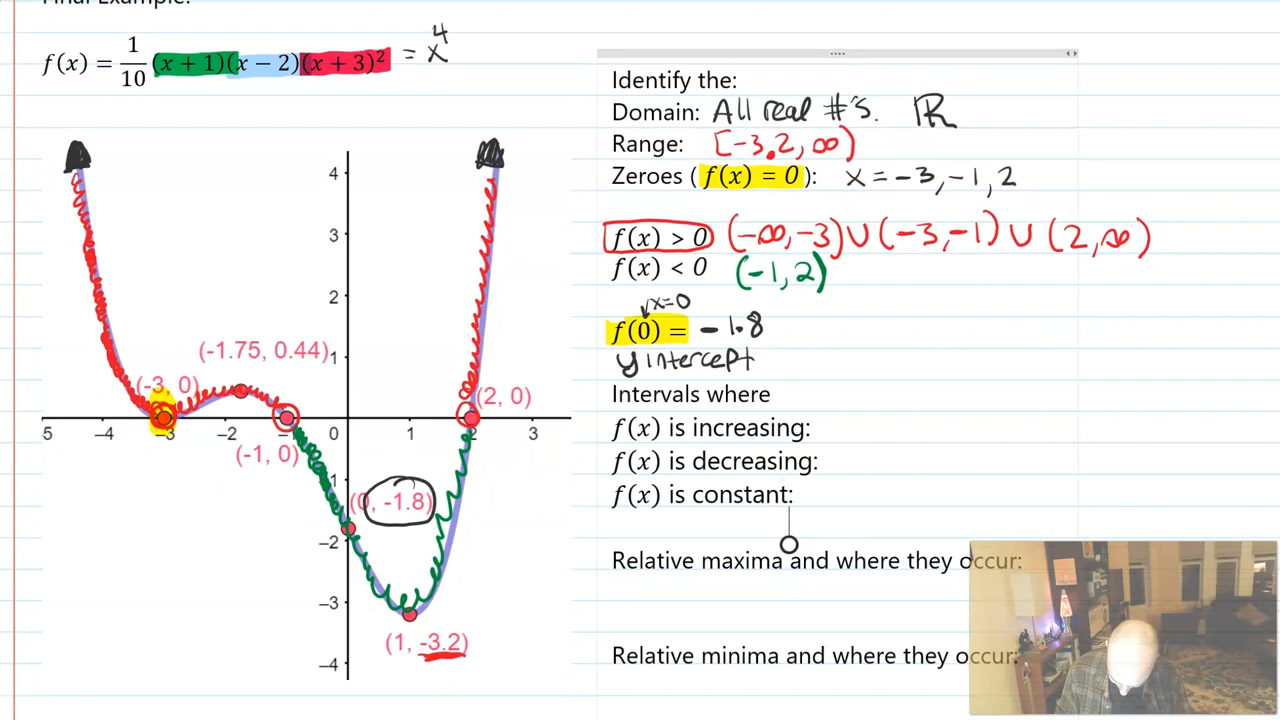 f(x) = 1/10 (x + 1)(x − 2)(x + 3)² = x⁴
Identify the:
Domain: All real #'s. ℝ
Range: [-3.2, ∞)
Zeroes ( f(x) = 0 ): x = -3, -1, 2
f(x) > 0 (-∞, -3) ∪ (-3, -1) ∪ (2, ∞)
f(x) < 0 (-1, 2)
x=0
f(0) = -1.8
y intercept
Intervals where
f(x) is increasing:
f(x) is decreasing:
f(x) is constant:
Relative maxima and where they occur:
Relative minima and where they occur:
4
3
2
(-1.75, 0.44)
1
(-3, 0)
(2, 0)
5 −4 −3 −2 −1 0 1 2 3
(-1, 0)
−1
(0, -1.8)
−2
−3
(1, -3.2)
−4